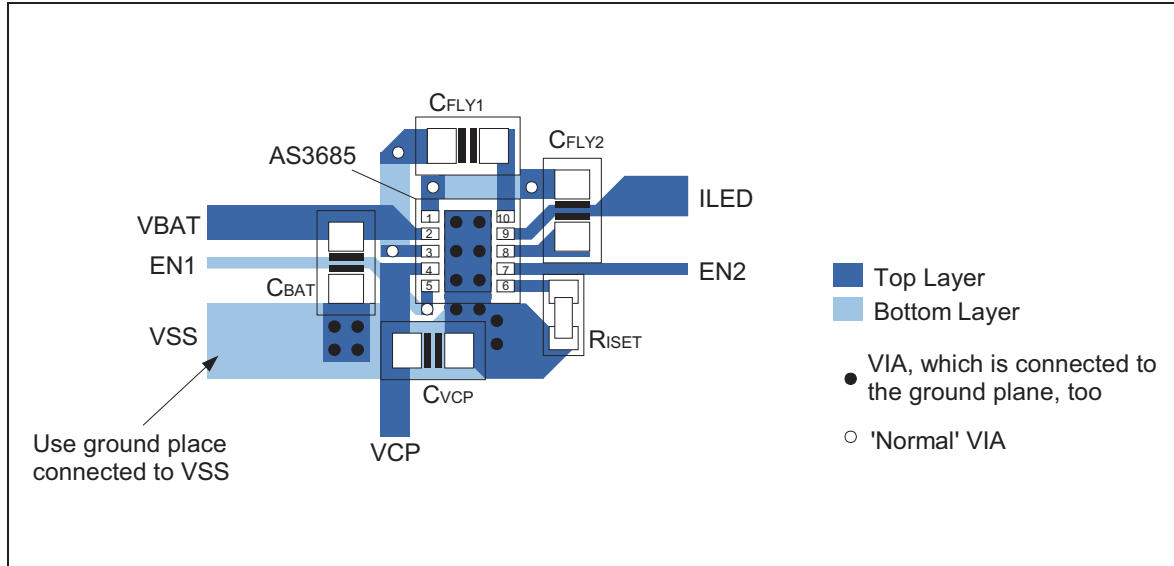 CFLY1
CFLY2
AS3685
ILED
VBAT
1
10
2
9
EN1
3
8
4
7
EN2
5
6
CBAT
VSS
RISET
CVCP
VCP
Use ground place
connected to VSS
Top Layer
Bottom Layer
VIA, which is connected to
the ground plane, too
'Normal' VIA